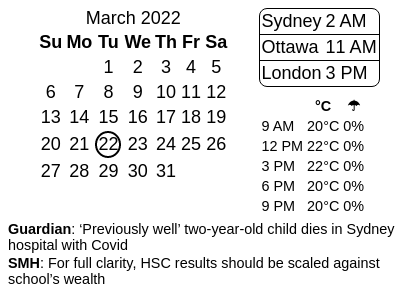 March 2022
Su Mo Tu We Th Fr Sa
1 2 3 4 5
6 7 8 9 10 11 12
13 14 15 16 17 18 19
20 21 22 23 24 25 26
27 28 29 30 31
Sydney 2 AM
Ottawa 11 AM
London 3 PM
°C ☂
9 AM 20°C 0%
12 PM 22°C 0%
3 PM 22°C 0%
6 PM 20°C 0%
9 PM 20°C 0%
Guardian: ‘Previously well’ two-year-old child dies in Sydney
hospital with Covid
SMH: For full clarity, HSC results should be scaled against
school’s wealth